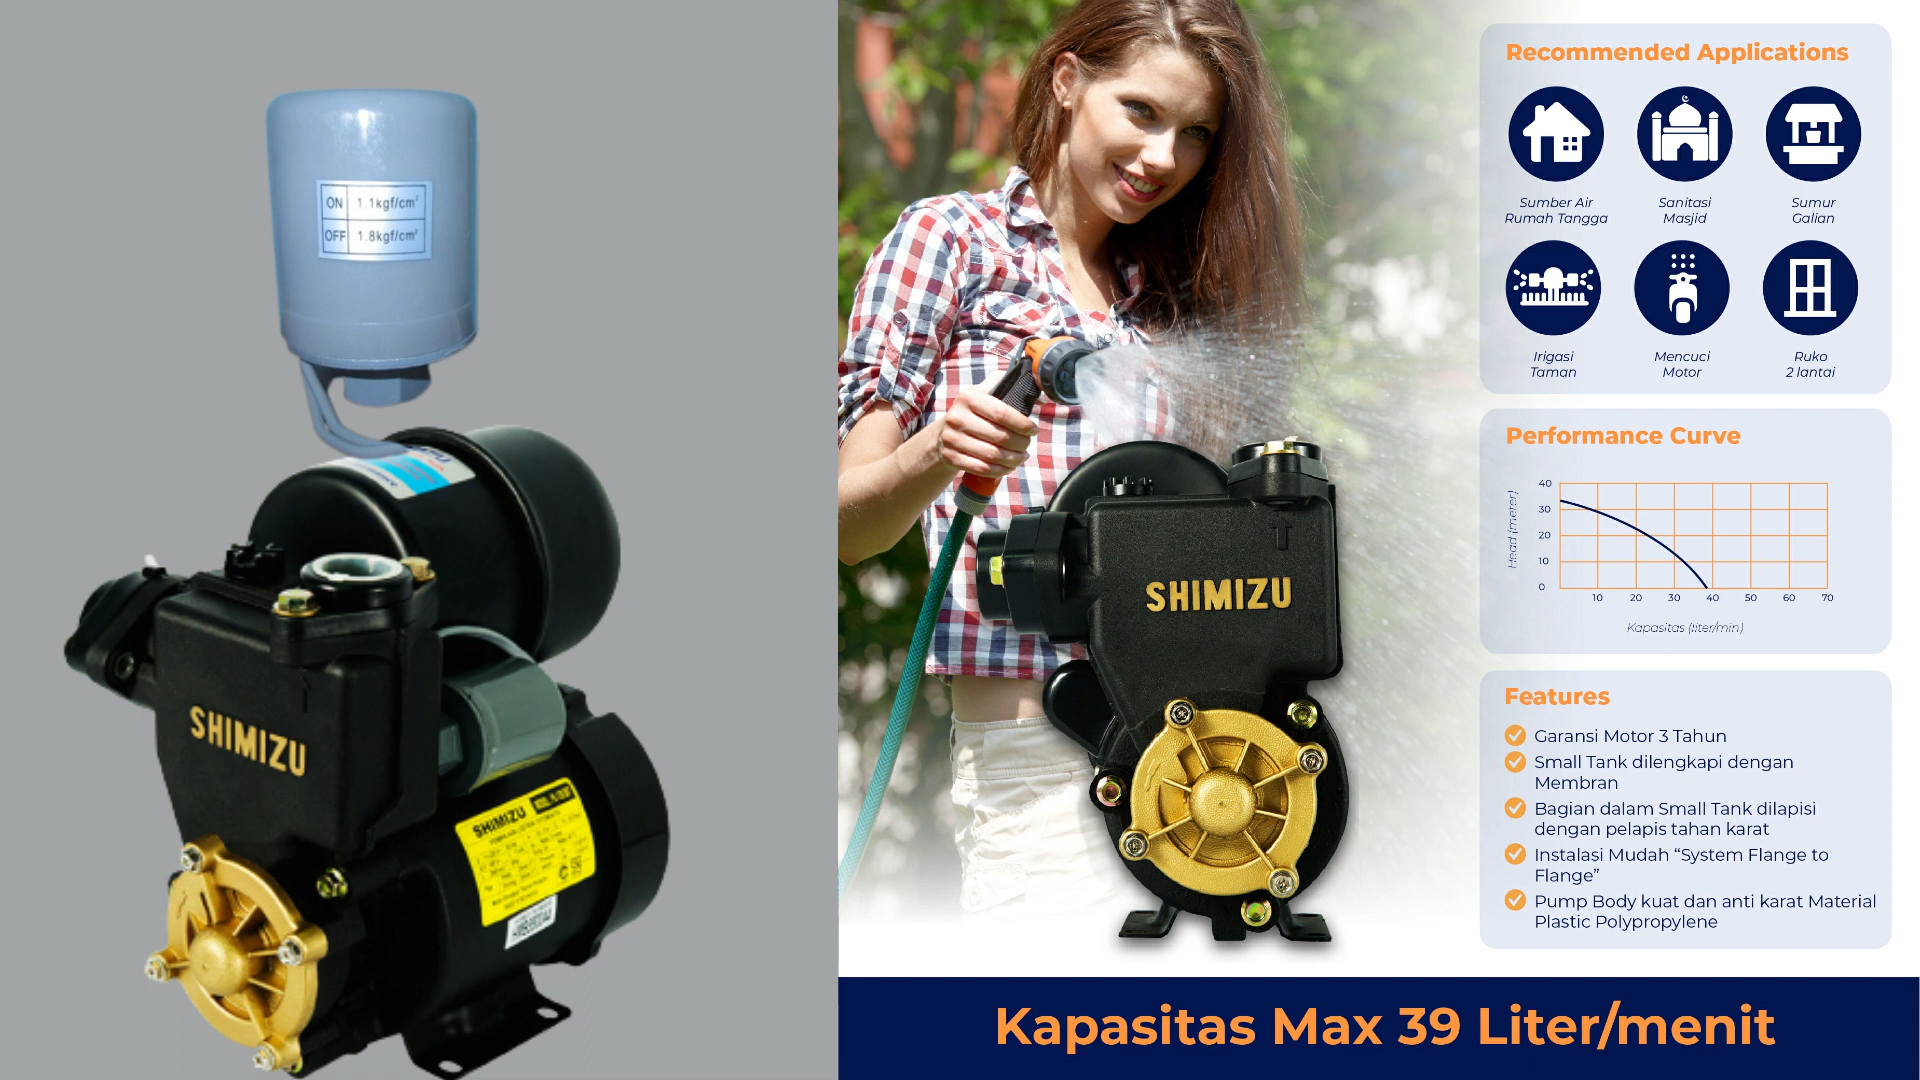 ON 1.1kgf/cm²
OFF 1.8kgf/cm²
SHIMIZU
SHIMIZU
SHIMIZU
Recommended Applications
Sumber Air
Rumah Tangga
Sanitasi
Masjid
Sumur
Galian
Irigasi
Taman
Mencuci
Motor
Ruko
2 lantai
Performance Curve
Head (meter)
40
30
20
10
0
10 20 30 40 50 60 70
Kapasitas (liter/min)
Features
Garansi Motor 3 Tahun
Small Tank dilengkapi dengan
Membran
Bagian dalam Small Tank dilapisi
dengan pelapis tahan karat
Instalasi Mudah “System Flange to
Flange”
Pump Body kuat dan anti karat Material
Plastic Polypropylene
Kapasitas Max 39 Liter/menit